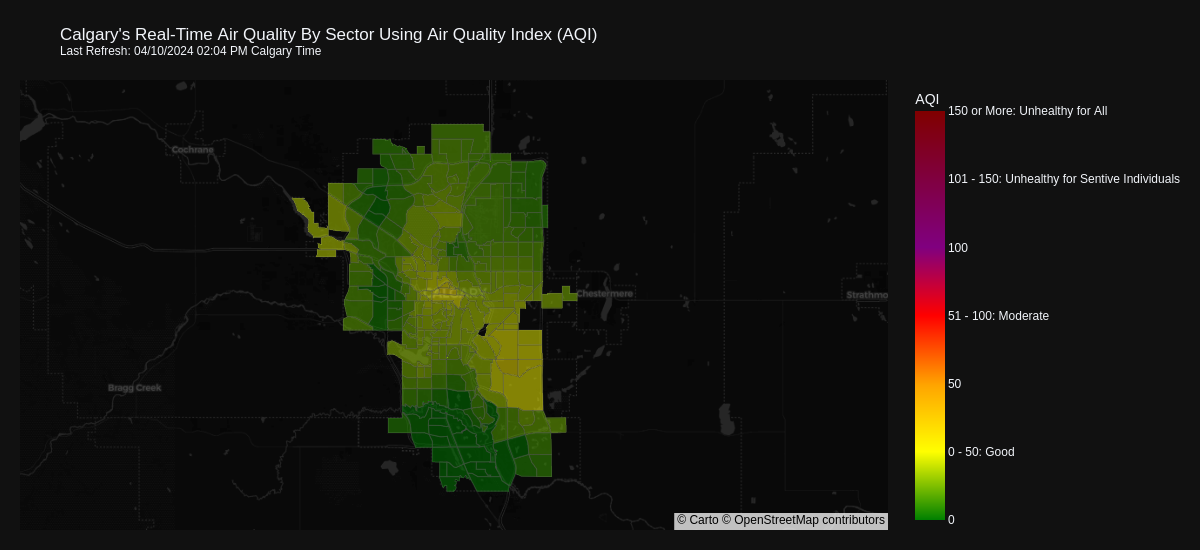 Calgary's Real-Time Air Quality By Sector Using Air Quality Index (AQI)
Last Refresh: 04/10/2024 02:04 PM Calgary Time
AQI
150 or More: Unhealthy for All
Cochrane
101 - 150: Unhealthy for Sentive Individuals
100
CALGARY
Chestermere
Strathmo
51 - 100: Moderate
Bragg Creek
50
0 - 50: Good
0
© Carto © OpenStreetMap contributors